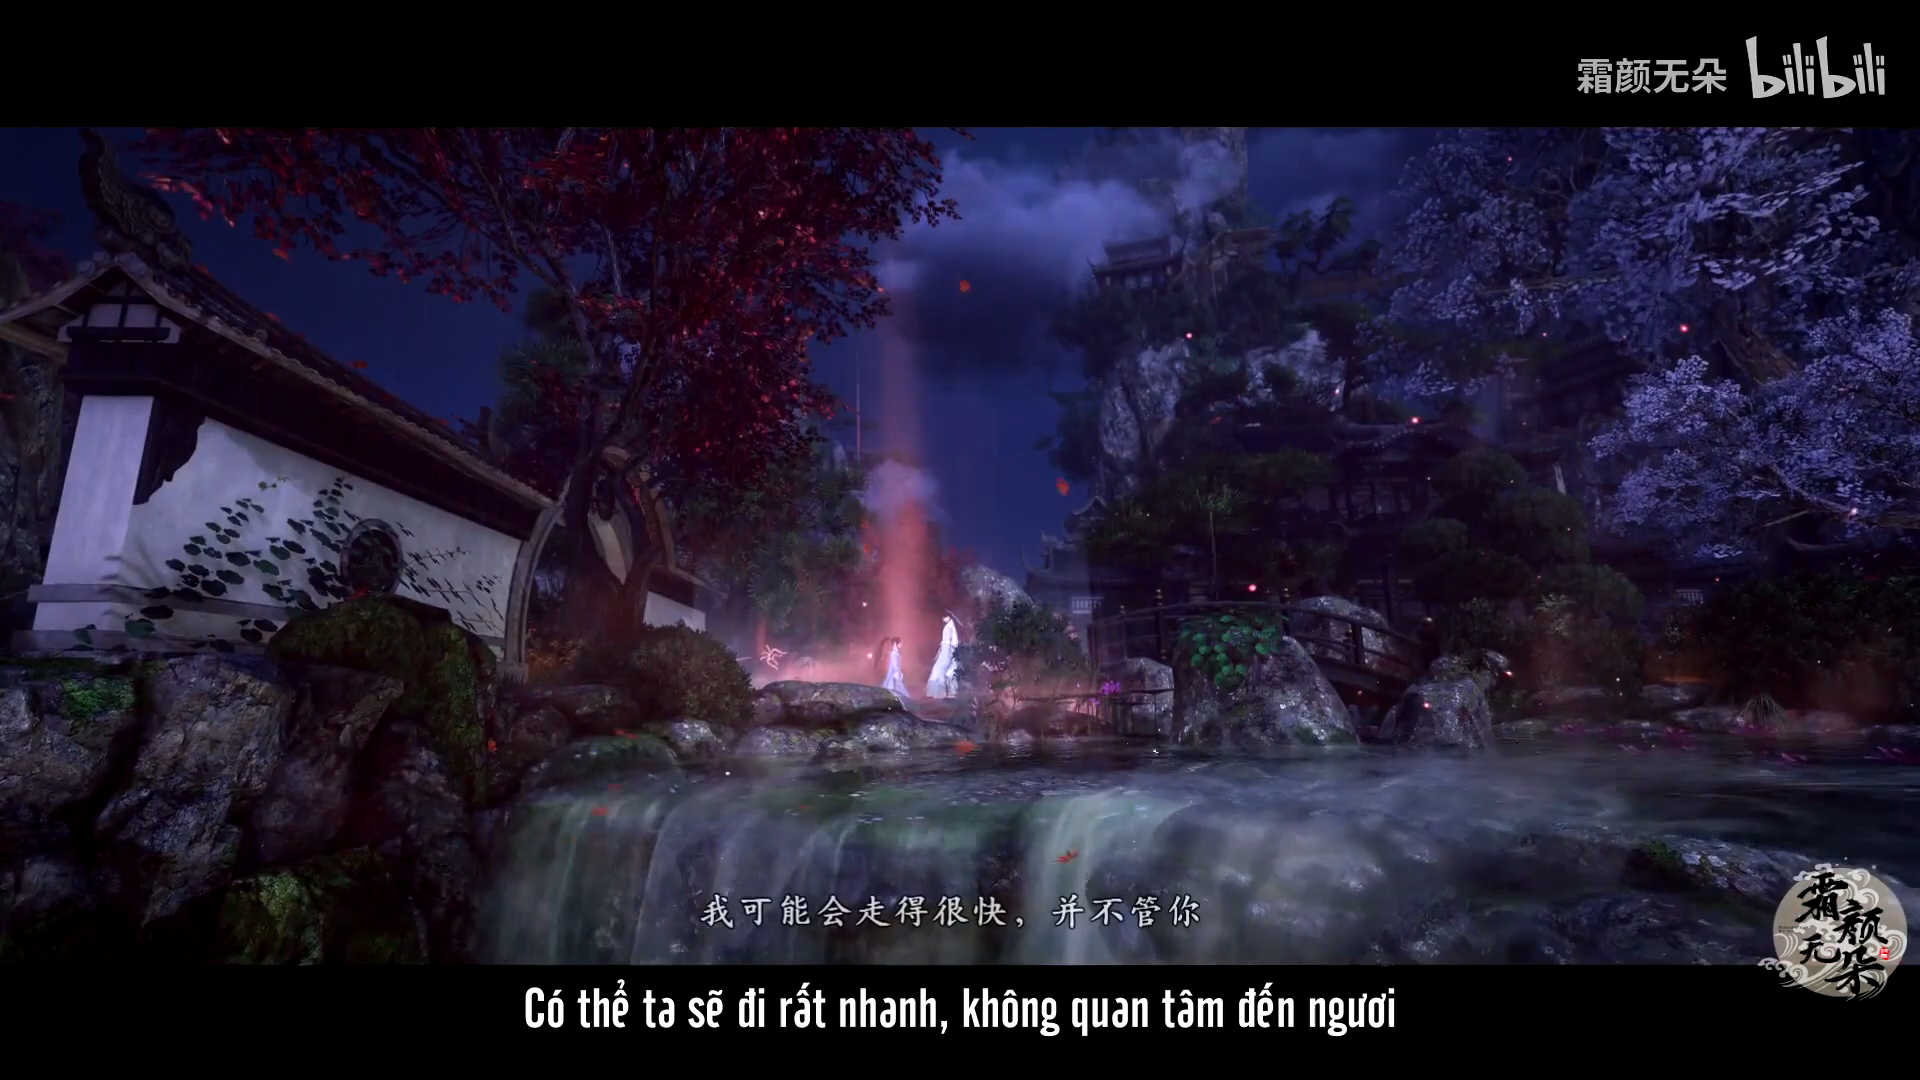 霜颜无朵 bilibili
我可能会走得很快，并不管你
霜颜无朵
Có thể ta sẽ đi rất nhanh, không quan tâm đến ngươi